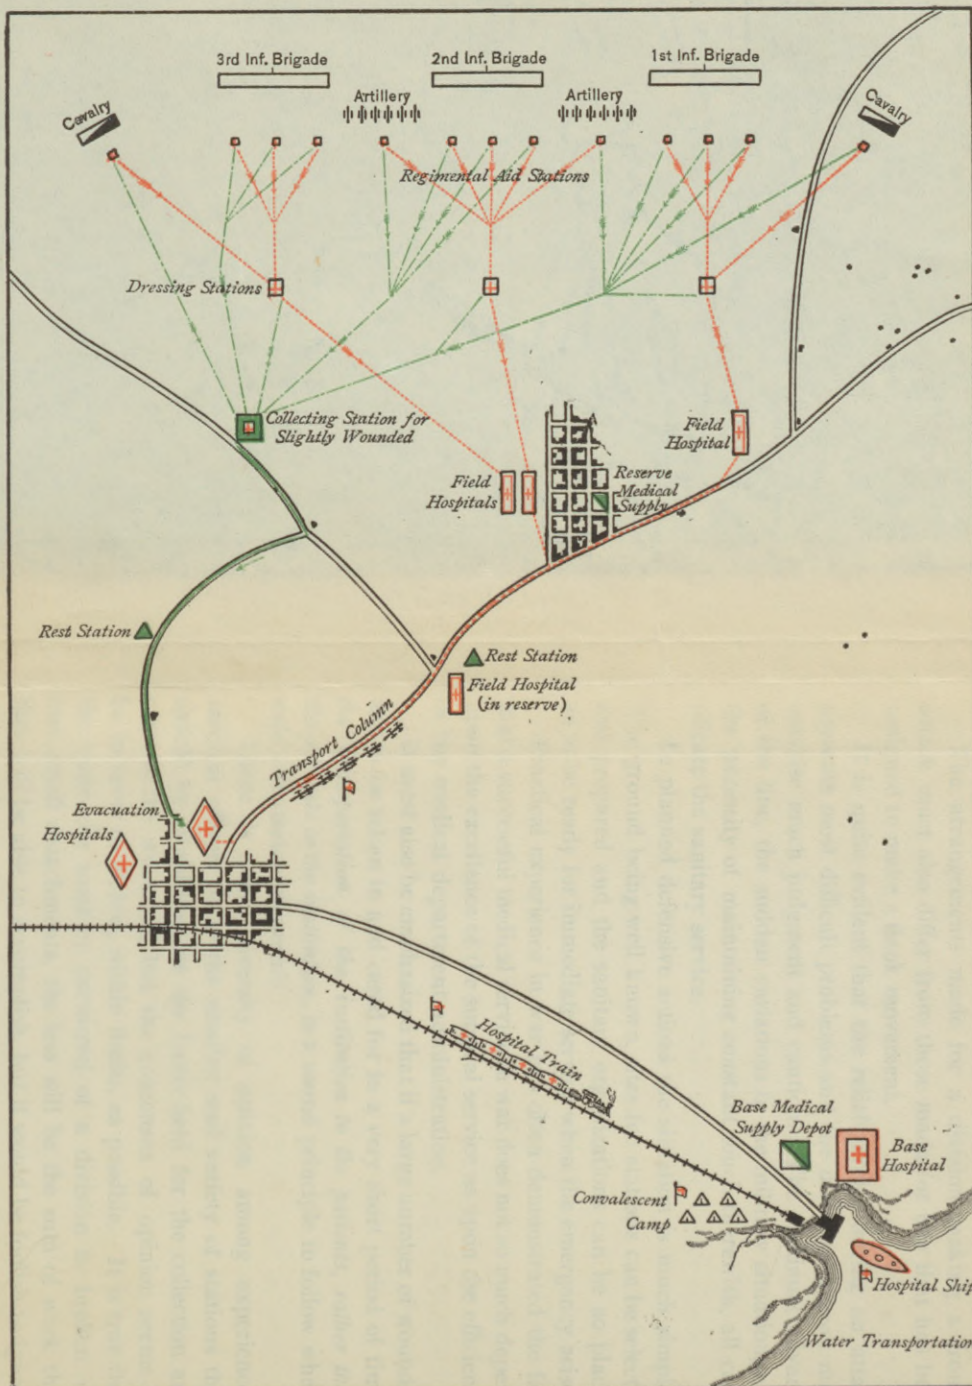 3rd Inf. Brigade
2nd Inf. Brigade
1st Inf. Brigade
Cavalry
Artillery
Artillery
Cavalry
Regimental Aid Stations
Dressing Stations
Collecting Station for
Slightly Wounded
Field
Hospital
Field
Hospitals
Reserve
Medical
Supply
Rest Station
Rest Station
Field Hospital
(in reserve)
Transport Column
Evacuation
Hospitals
Hospital Train
Base Medical
Supply Depot
Base
Hospital
Convalescent
Camp
Hospital Ship
Water Transportation